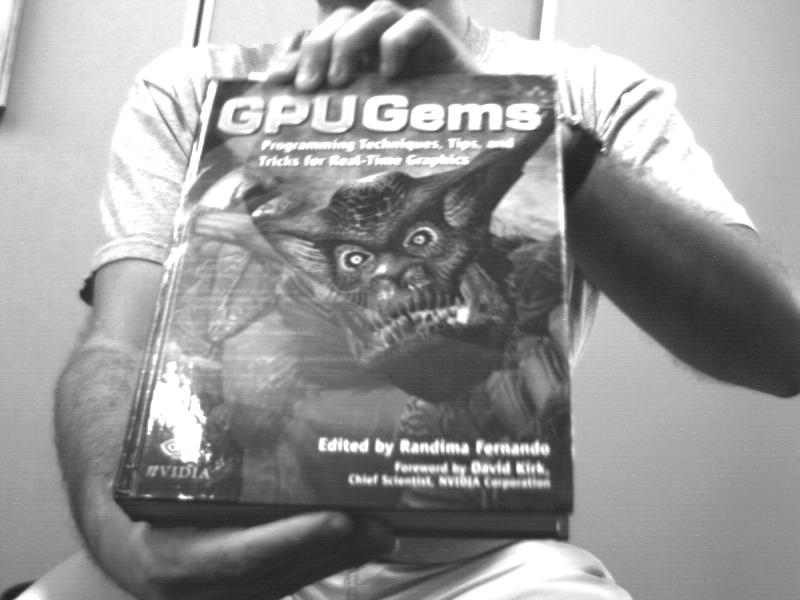 GPU Gems
Programming Techniques, Tips, and
Tricks for Real-Time Graphics
Edited by Randima Fernando
Foreword by David Kirk,
Chief Scientist, NVIDIA Corporation
nVIDIA